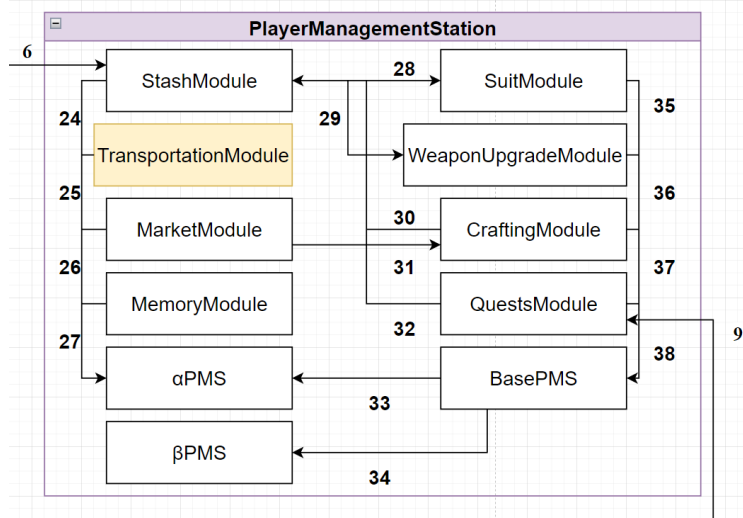 PlayerManagementStation
6
StashModule
28
SuitModule
24
29
35
TransportationModule
WeaponUpgradeModule
25
36
MarketModule
30
CraftingModule
26
31
37
MemoryModule
QuestsModule
27
32
9
38
αPMS
BasePMS
33
βPMS
34